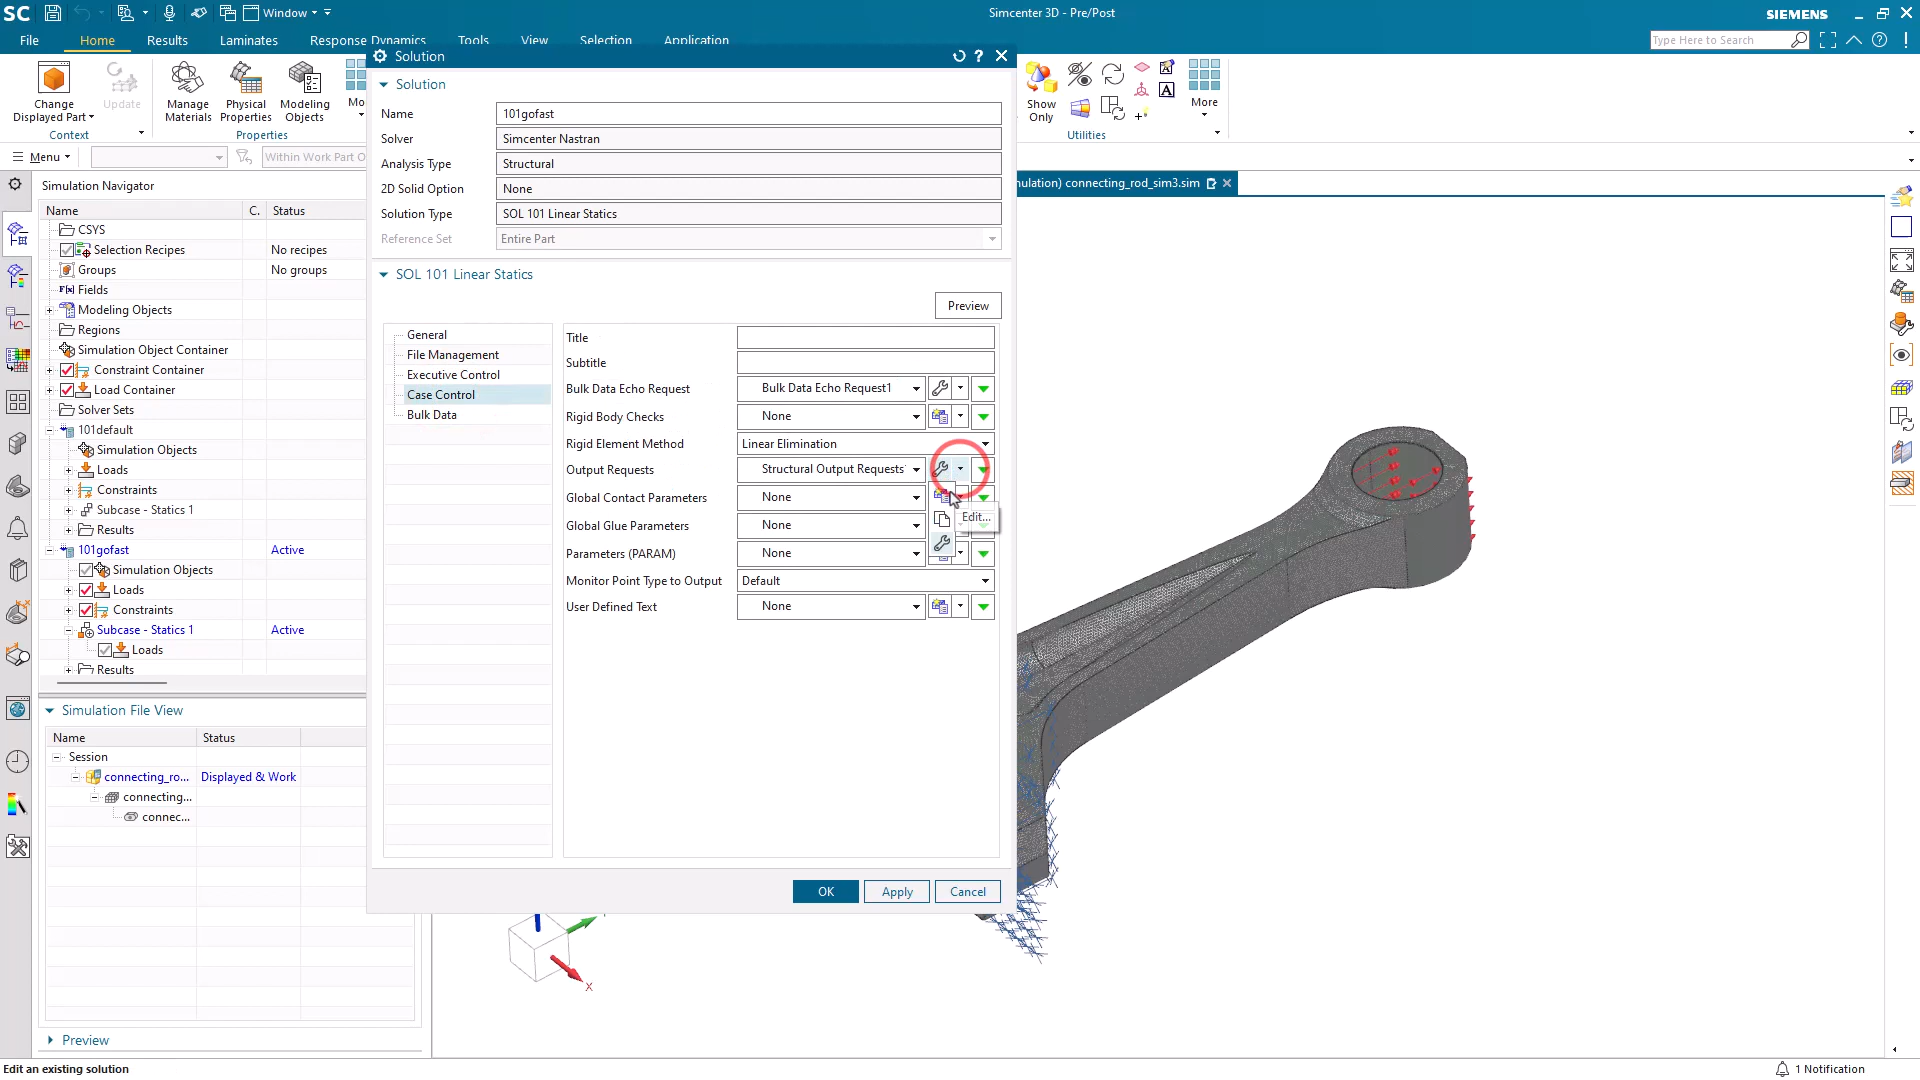 SC
Window
Simcenter 3D - Pre/Post
SIEMENS
File
Home
Results
Laminates
Response Dynamics
Tools
View
Selection
Application
Type Here to Search
Change
Displayed Part
Update
Manage
Materials
Physical
Properties
Modeling
Objects
Mo
Show
Only
More
Context
Properties
Utilities
Menu
Within Work Part O
Solution
Solution
Name
101gofast
Solver
Simcenter Nastran
Analysis Type
Structural
2D Solid Option
None
Solution Type
SOL 101 Linear Statics
Reference Set
Entire Part
SOL 101 Linear Statics
Preview
General
File Management
Executive Control
Case Control
Bulk Data
Title
Subtitle
Bulk Data Echo Request
Bulk Data Echo Request1
Rigid Body Checks
None
Rigid Element Method
Linear Elimination
Output Requests
Structural Output Requests
Global Contact Parameters
None
Edit...
Global Glue Parameters
None
Parameters (PARAM)
None
Monitor Point Type to Output
Default
User Defined Text
None
OK
Apply
Cancel
nulation) connecting_rod_sim3.sim
Simulation Navigator
Name
C.
Status
CSYS
Selection Recipes
No recipes
Groups
No groups
Fields
Modeling Objects
Regions
Simulation Object Container
Constraint Container
Load Container
Solver Sets
101default
Simulation Objects
Loads
Constraints
Subcase - Statics 1
Results
101gofast
Active
Simulation Objects
Loads
Constraints
Subcase - Statics 1
Active
Loads
Results
Simulation File View
Name
Status
Session
connecting_ro...
Displayed & Work
connecting...
connec...
Preview
X
Edit an existing solution
1 Notification